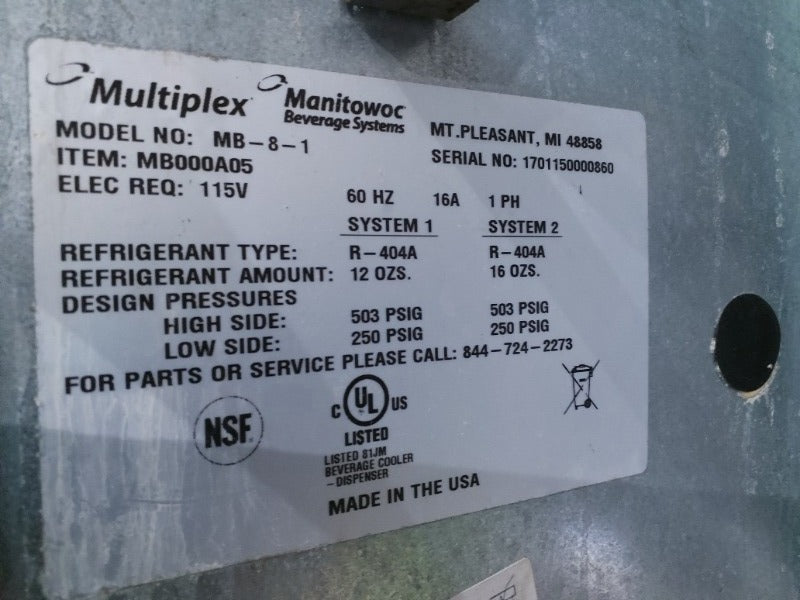 Multiplex Manitowoc
Beverage Systems
MT.PLEASANT, MI 48858
MODEL NO: MB-8-1
SERIAL NO: 1701150000860
ITEM: MB000A05
ELEC REQ: 115V 60 HZ 16A 1 PH
SYSTEM 1 SYSTEM 2
REFRIGERANT TYPE: R-404A R-404A
REFRIGERANT AMOUNT: 12 OZS. 16 OZS.
DESIGN PRESSURES
HIGH SIDE: 503 PSIG 503 PSIG
LOW SIDE: 250 PSIG 250 PSIG
FOR PARTS OR SERVICE PLEASE CALL: 844-724-2273
NSF
C UL US
LISTED
LISTED 81JM
BEVERAGE COOLER
-DISPENSER
MADE IN THE USA